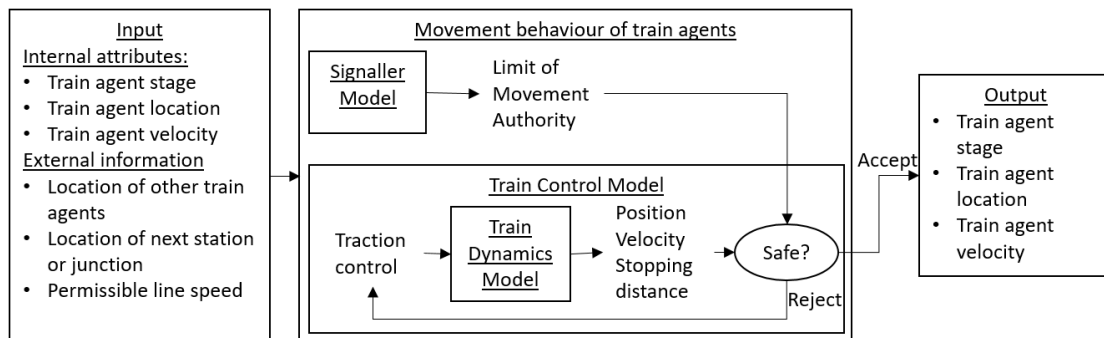 Input
Internal attributes:
• Train agent stage
• Train agent location
• Train agent velocity
External information
• Location of other train
agents
• Location of next station
or junction
• Permissible line speed
Movement behaviour of train agents
Signaller
Model
Limit of
Movement
Authority
Train Control Model
Traction
control
Train
Dynamics
Model
Position
Velocity
Stopping
distance
Safe?
Reject
Accept
Output
• Train agent
stage
• Train agent
location
• Train agent
velocity